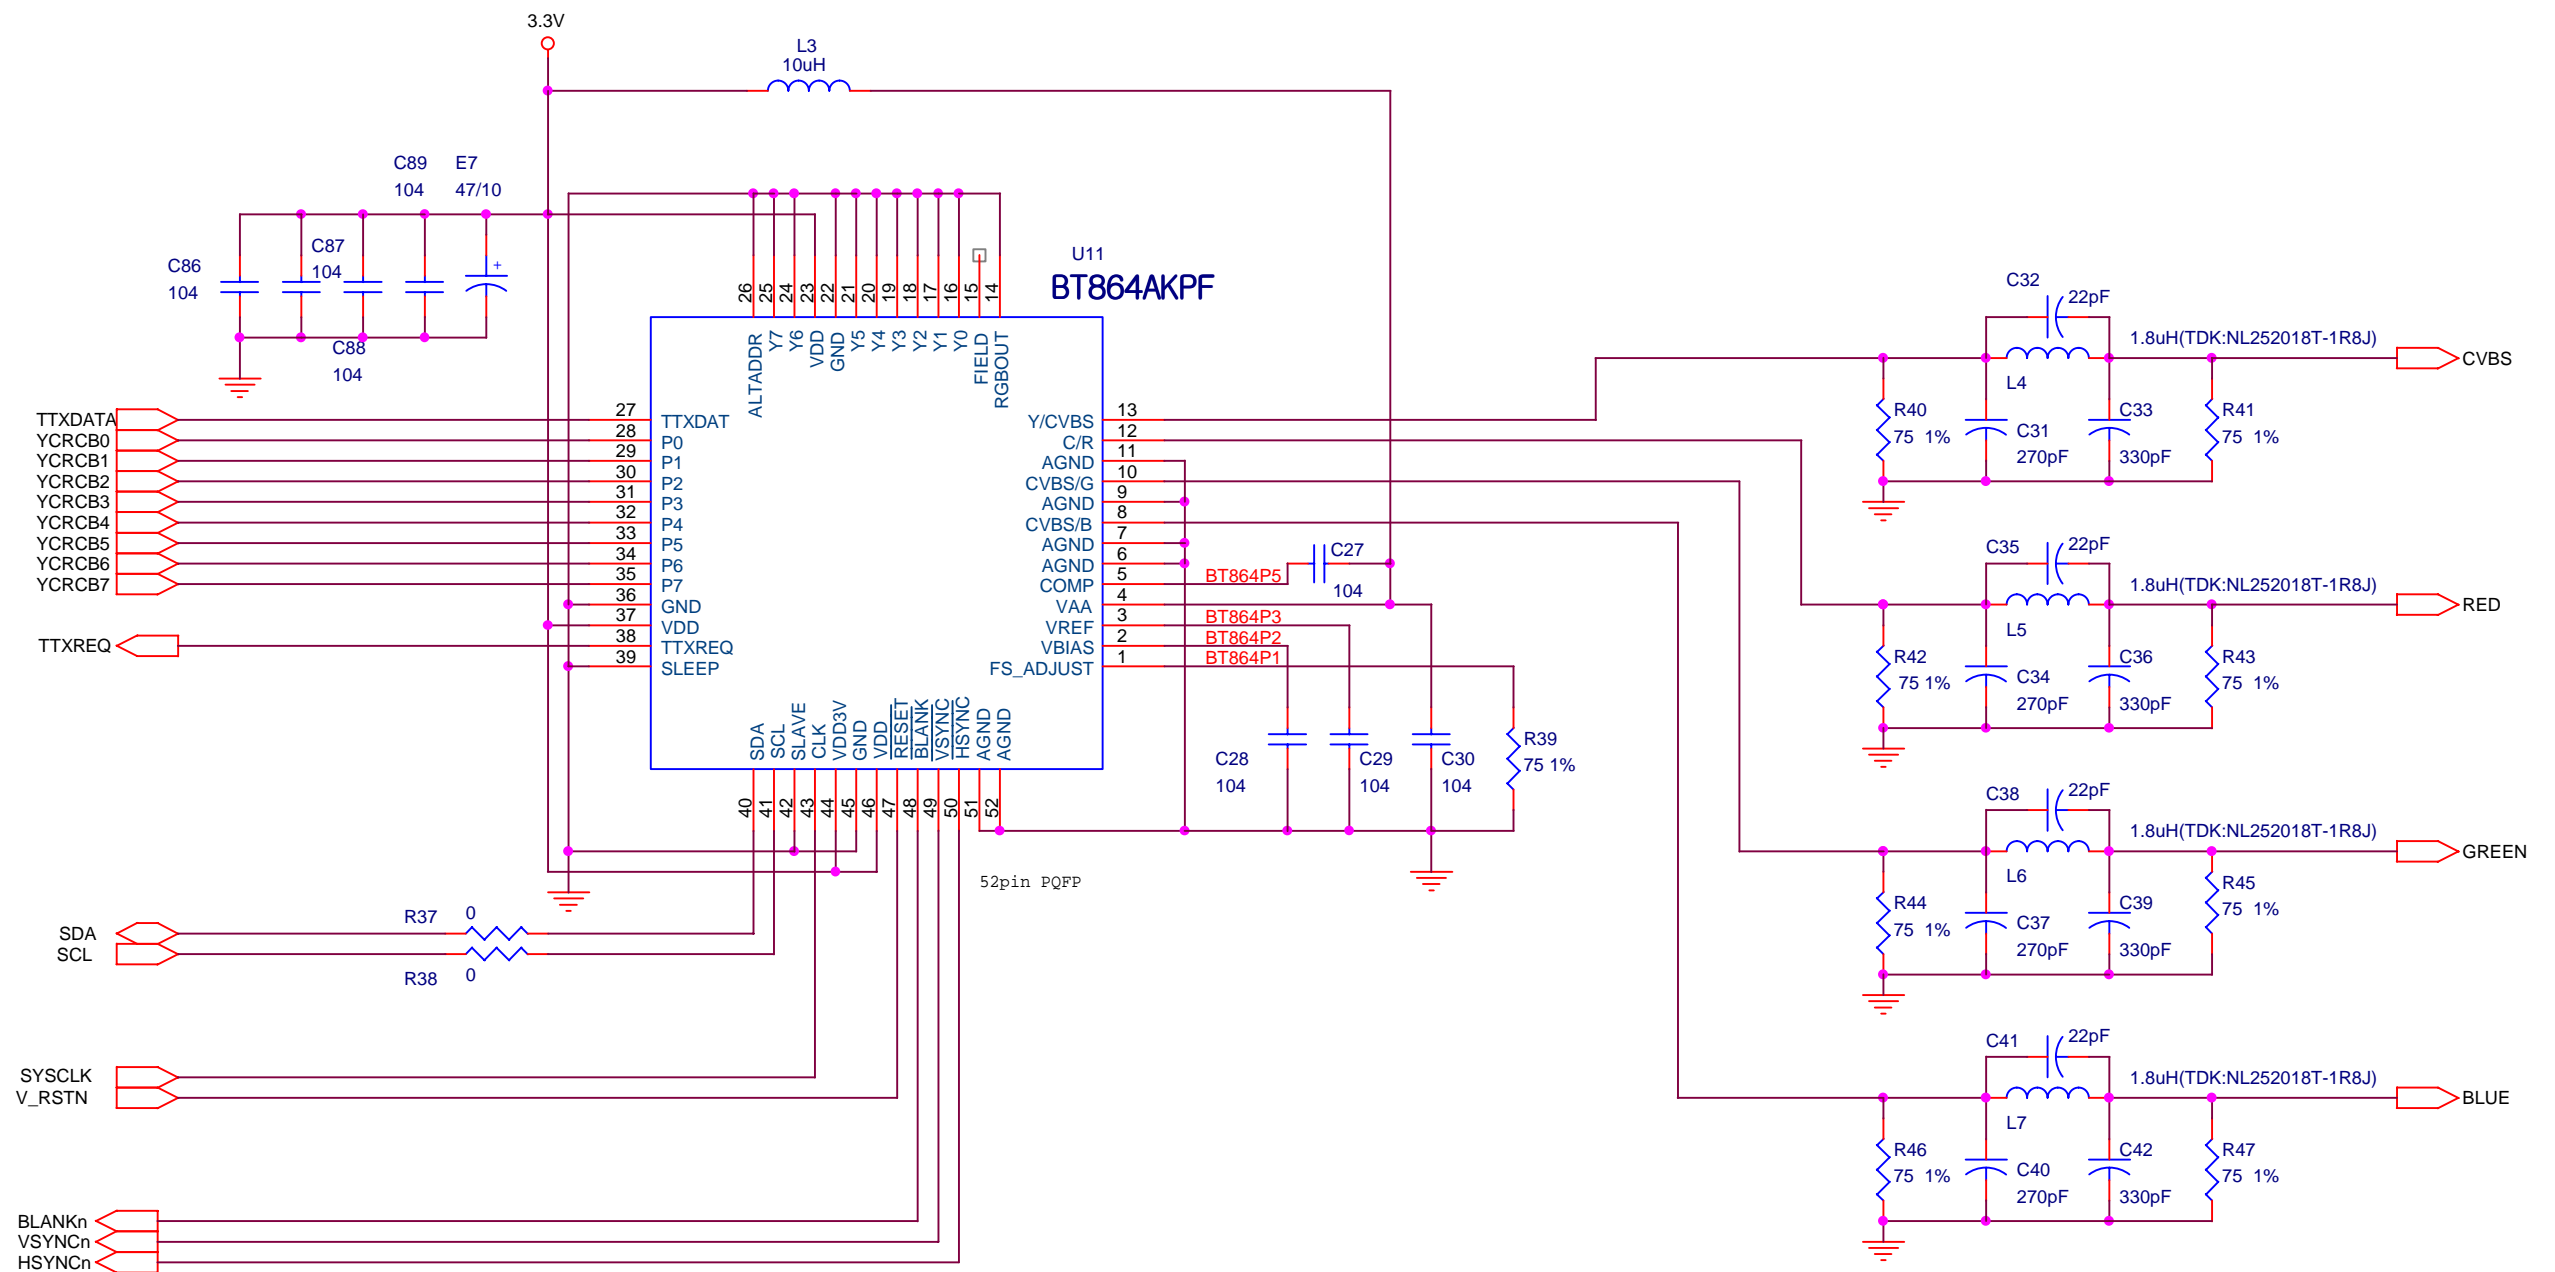 3.3V
L3
10uH
C89
104
E7
47/10
C86
104
C87
104
C88
104
+
U11
BT864AKPF
26
25
24
23
22
21
20
19
18
17
16
15
14
ALTADDR
Y7
Y6
VDD
GND
Y5
Y4
Y3
Y2
Y1
Y0
FIELD
RGBOUT
TTXDATA
YCRCB0
YCRCB1
YCRCB2
YCRCB3
YCRCB4
YCRCB5
YCRCB6
YCRCB7
TTXREQ
27 TTXDAT
28 P0
29 P1
30 P2
31 P3
32 P4
33 P5
34 P6
35 P7
36 GND
37 VDD
38 TTXREQ
39 SLEEP
Y/CVBS 13
C/R 12
AGND 11
CVBS/G 10
AGND 9
CVBS/B 8
AGND 7
AGND 6
COMP 5 BT864P5
VAA 4
VREF 3 BT864P3
VBIAS 2 BT864P2
FS_ADJUST 1 BT864P1
SDA
SCL
SLAVE
CLK
VDD3V
GND
VDD
RESET
BLANK
VSYNC
HSYNC
AGND
AGND
40
41
42
43
44
45
46
47
48
49
50
51
52
52pin PQFP
C27
104
C28
104
C29
104
C30
104
R39
75 1%
SDA
SCL
R37 0
R38 0
SYSCLK
V_RSTN
BLANKn
VSYNCn
HSYNCn
C32
22pF
1.8uH(TDK:NL252018T-1R8J)
L4
R40
75 1%
C31
270pF
C33
330pF
R41
75 1%
CVBS
C35
22pF
1.8uH(TDK:NL252018T-1R8J)
L5
R42
75 1%
C34
270pF
C36
330pF
R43
75 1%
RED
C38
22pF
1.8uH(TDK:NL252018T-1R8J)
L6
R44
75 1%
C37
270pF
C39
330pF
R45
75 1%
GREEN
C41
22pF
1.8uH(TDK:NL252018T-1R8J)
L7
R46
75 1%
C40
270pF
C42
330pF
R47
75 1%
BLUE